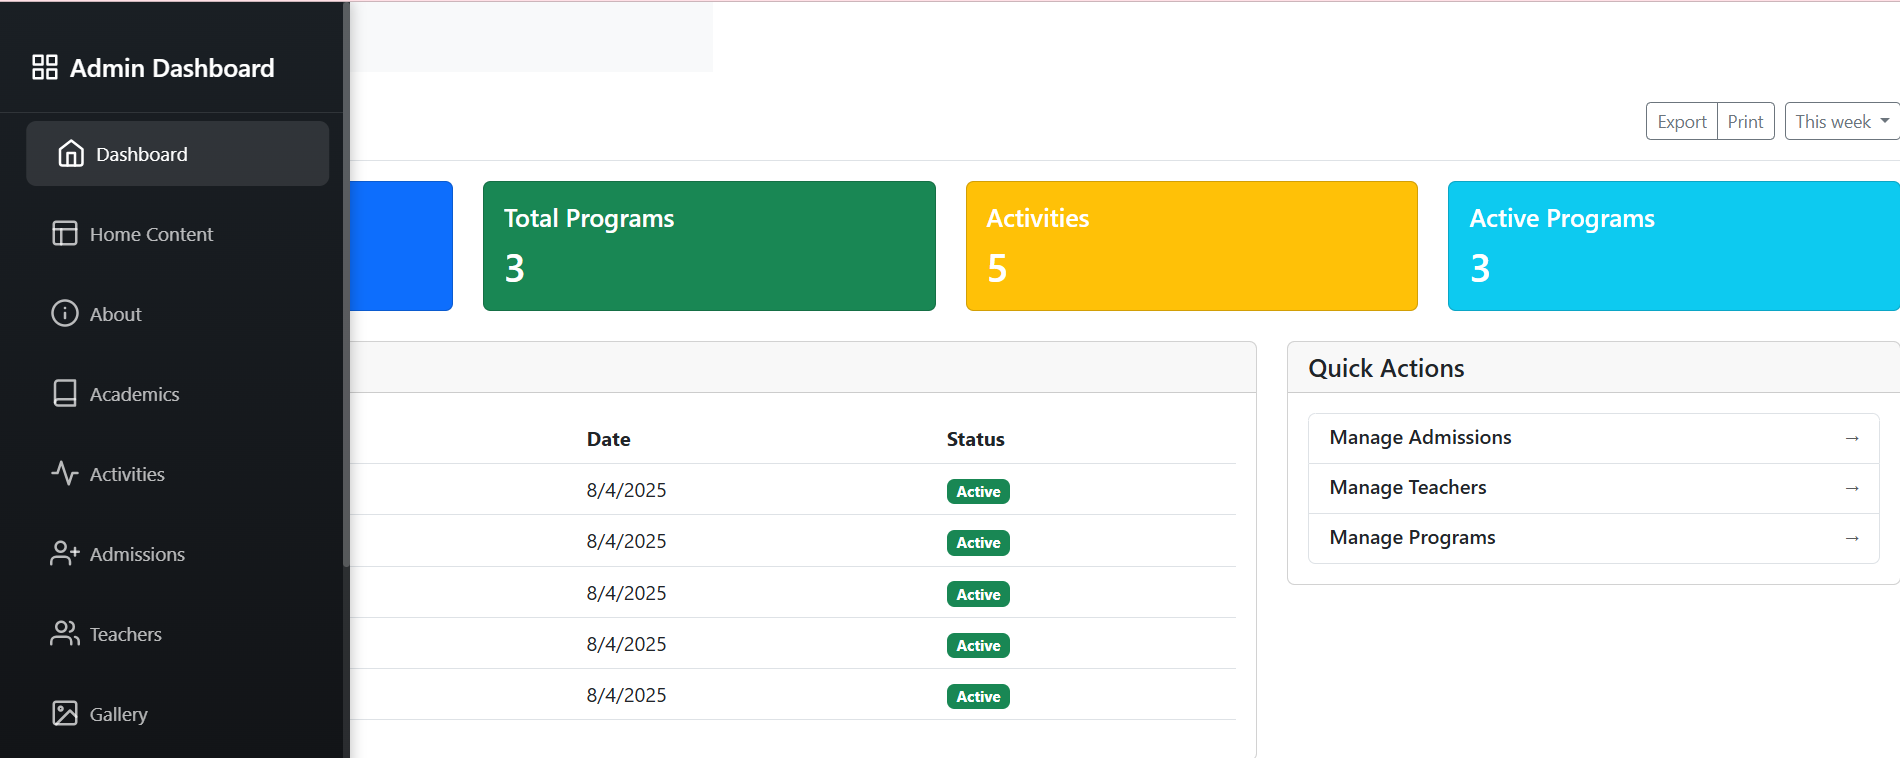 Admin Dashboard
Dashboard
Home Content
About
Academics
Activities
Admissions
Teachers
Gallery
Export Print This week
Total Programs
3
Activities
5
Active Programs
3
Date Status
8/4/2025 Active
8/4/2025 Active
8/4/2025 Active
8/4/2025 Active
8/4/2025 Active
Quick Actions
Manage Admissions →
Manage Teachers →
Manage Programs →